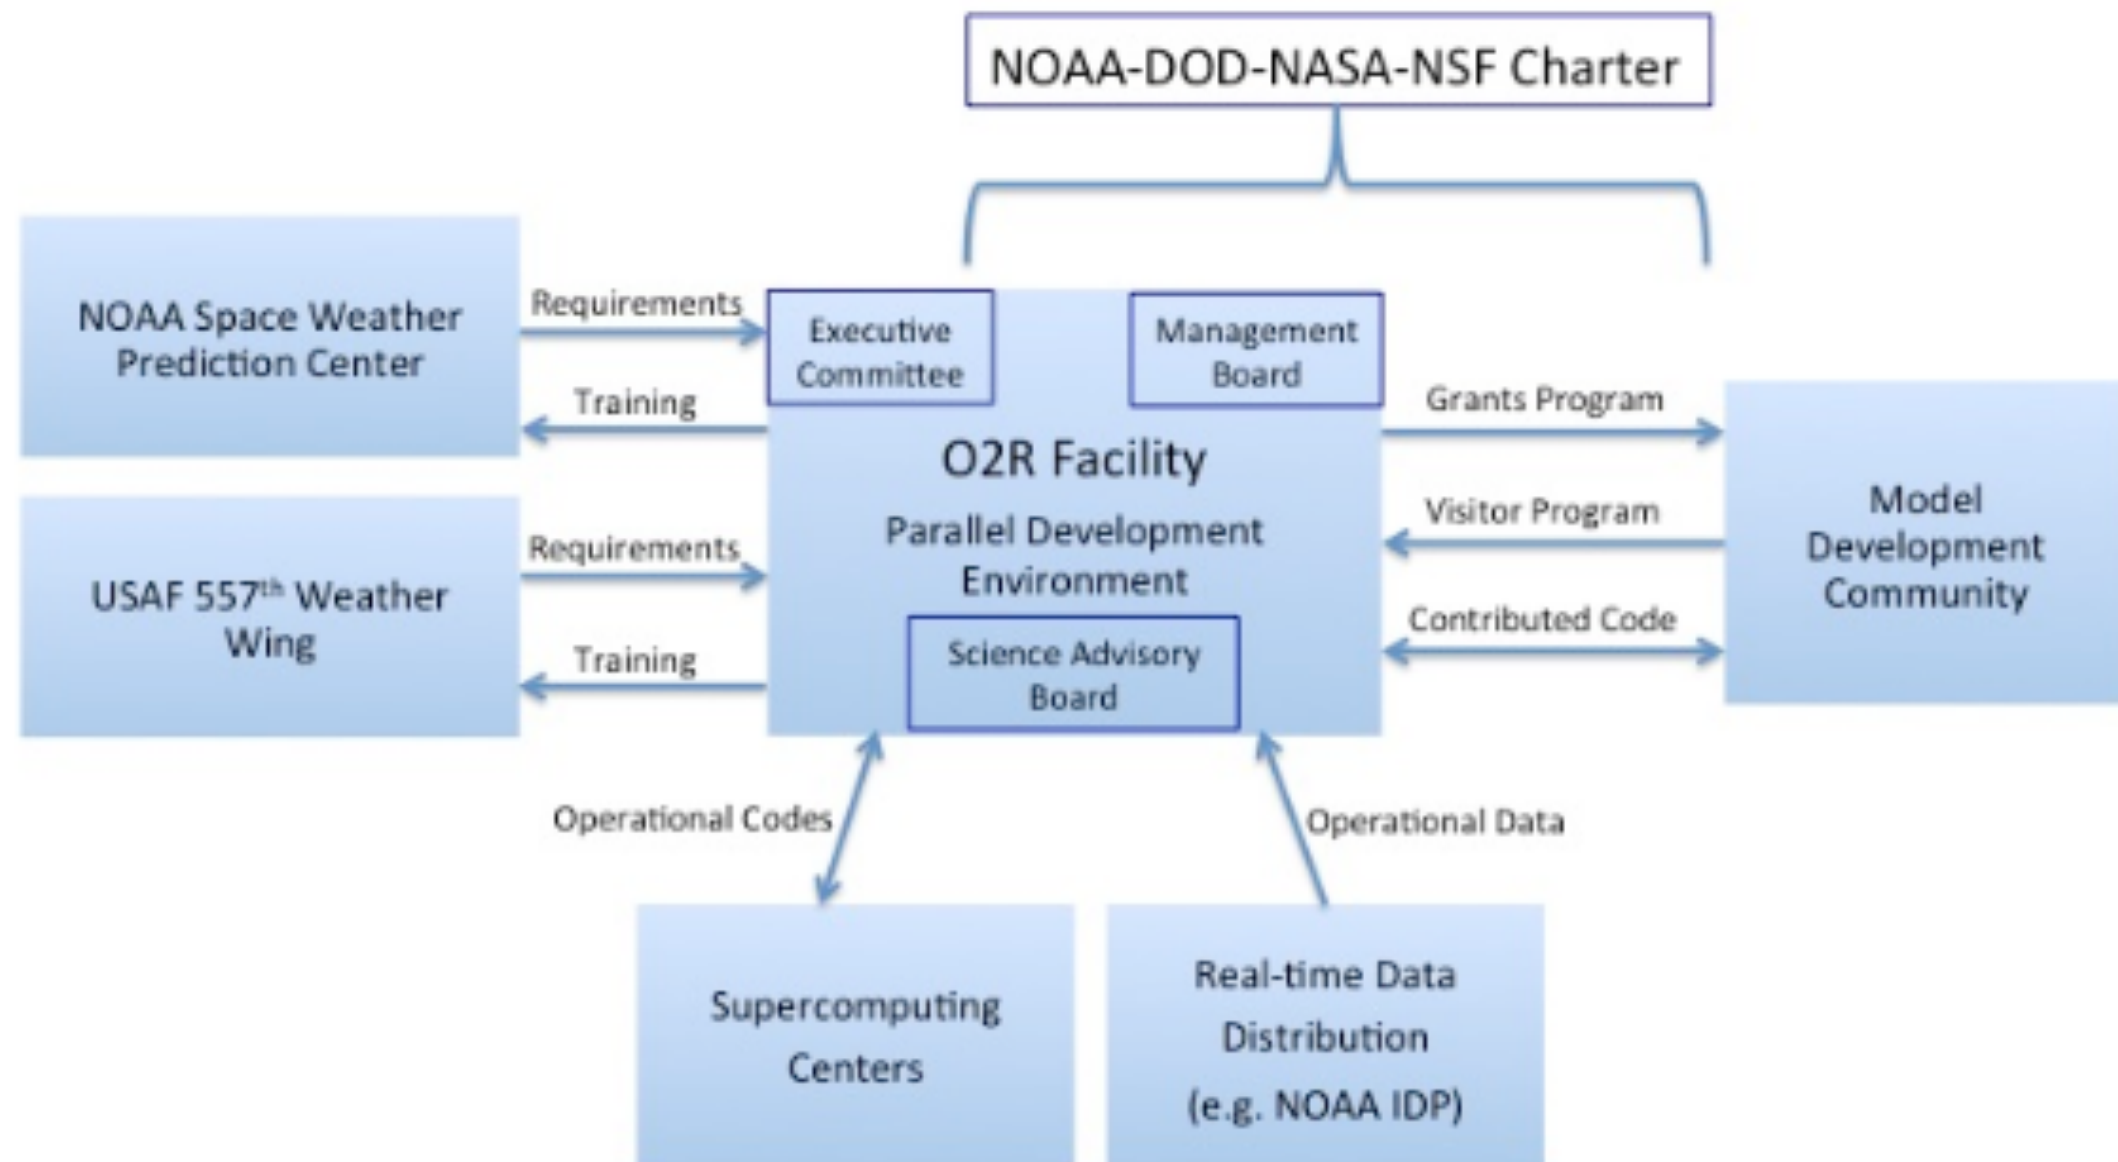 NOAA-DOD-NASA-NSF Charter
NOAA Space Weather
Prediction Center
Requirements
Training
USAF 557th Weather
Wing
Requirements
Training
Executive
Committee
Management
Board
O2R Facility
Parallel Development
Environment
Science Advisory
Board
Grants Program
Visitor Program
Contributed Code
Model
Development
Community
Operational Codes
Operational Data
Supercomputing
Centers
Real-time Data
Distribution
(e.g. NOAA IDP)